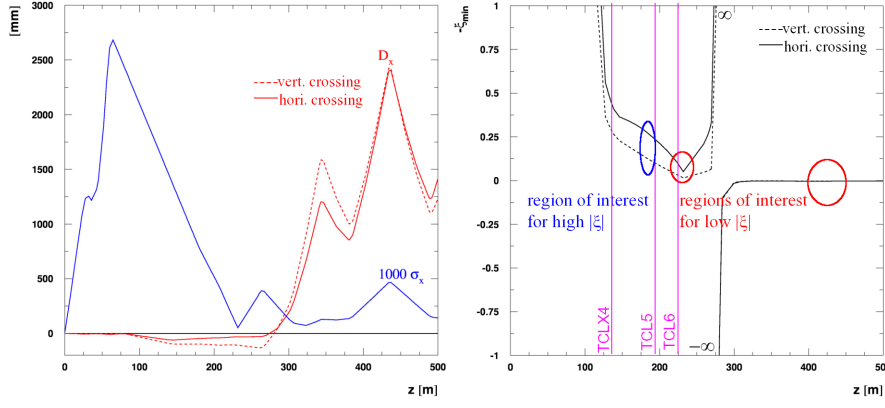 [mm]
3000
2500
2000
1500
1000
500
0
D_x
vert. crossing
hori. crossing
1000 σ_x
0 100 200 300 400 500
z [m]
-ξ_min
1
0.75
0.5
0.25
0
-0.25
-0.5
-0.75
-1
∞
vert. crossing
hori. crossing
region of interest
for high |ξ|
regions of interest
for low |ξ|
TCLX4
TCL5
TCL6
−∞
0 100 200 300 400 500
z [m]